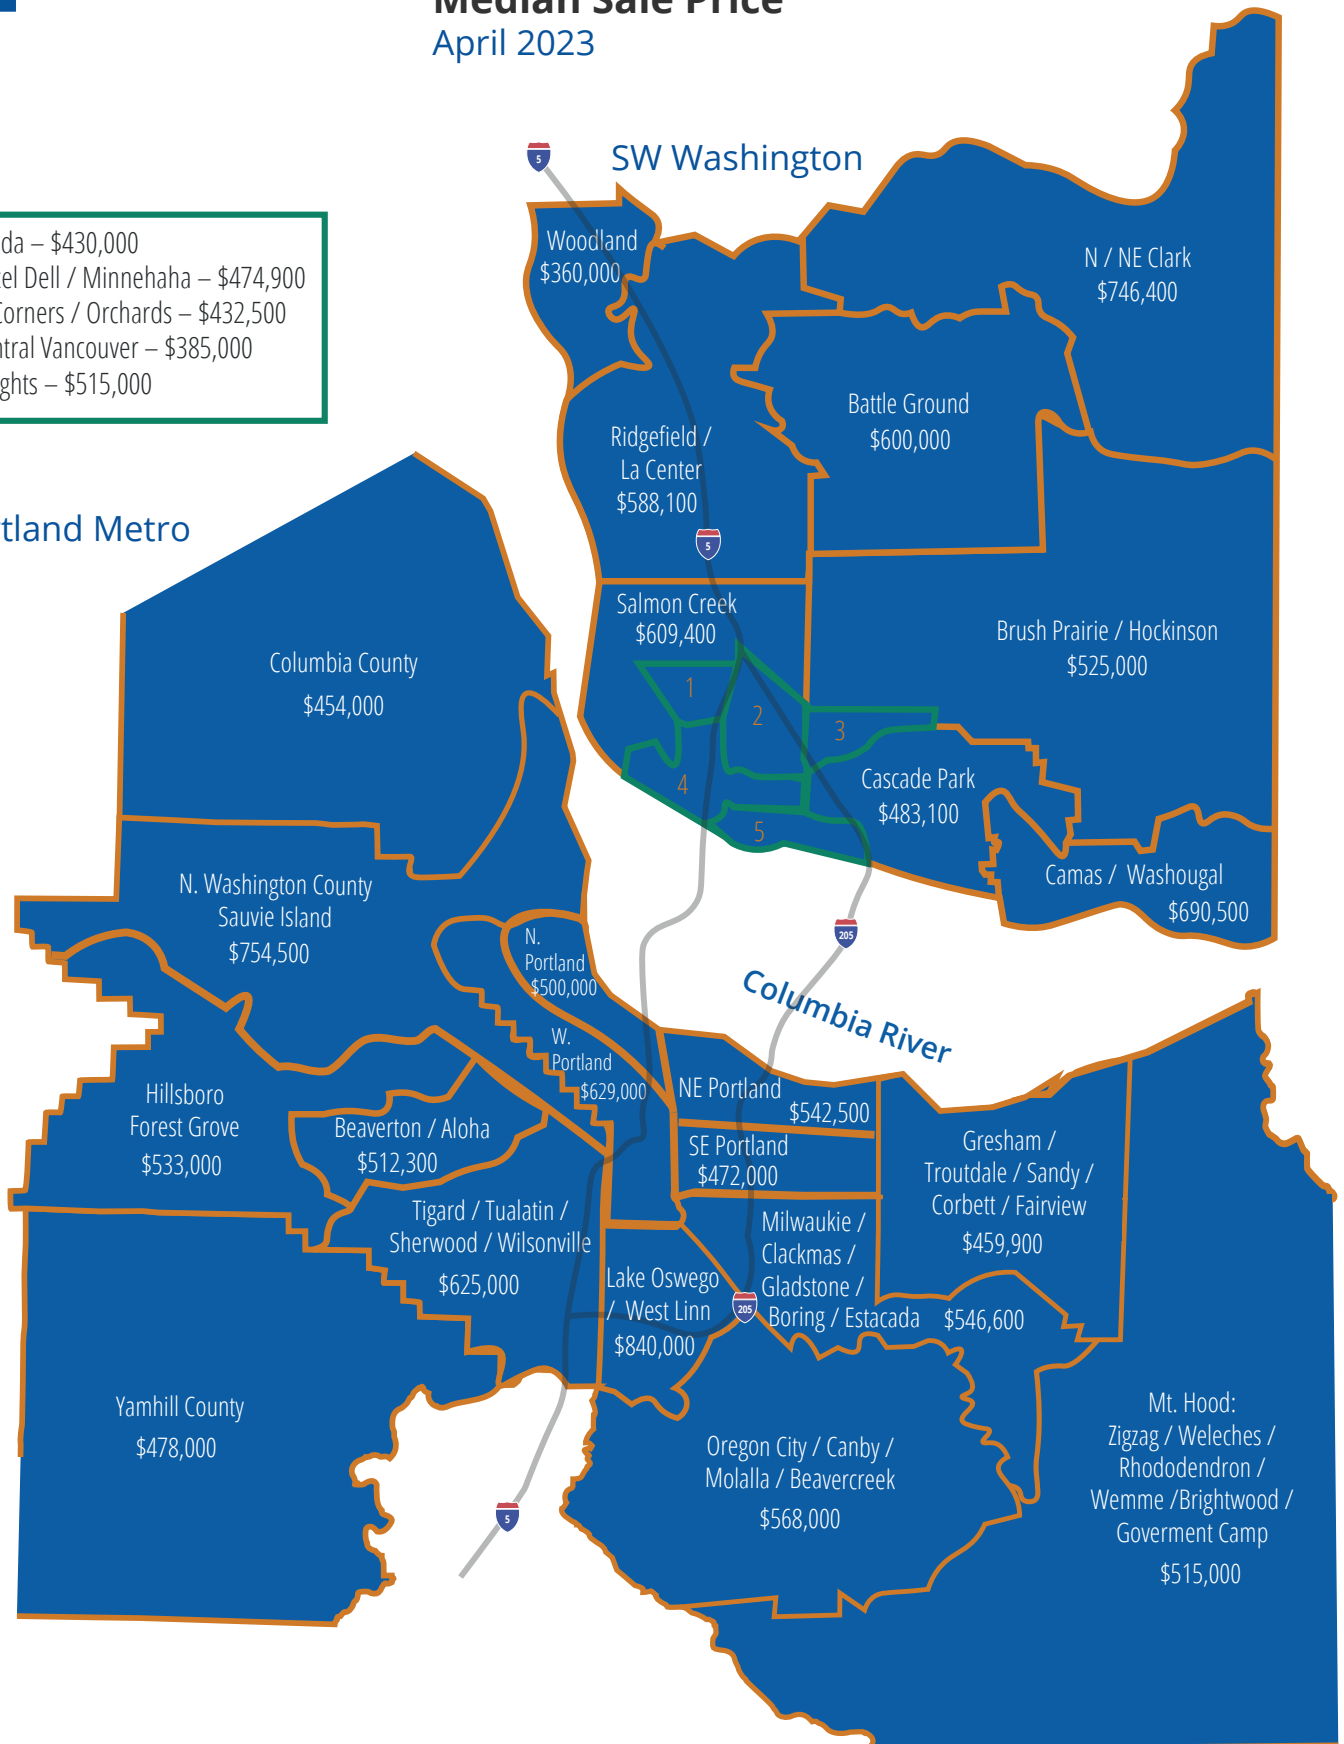 Median Sale Price
April 2023
SW Washington
da – $430,000
el Dell / Minnehaha – $474,900
Corners / Orchards – $432,500
ntral Vancouver – $385,000
ghts – $515,000
tland Metro
5
Woodland
$360,000
N / NE Clark
$746,400
Battle Ground
$600,000
Ridgefield /
La Center
$588,100
5
Salmon Creek
$609,400
Brush Prairie / Hockinson
$525,000
1
2
3
4
5
Cascade Park
$483,100
Camas / Washougal
$690,500
205
Columbia River
Columbia County
$454,000
N. Washington County
Sauvie Island
$754,500
N.
Portland
$500,000
W.
Portland
$629,000
NE Portland
$542,500
SE Portland
$472,000
Hillsboro
Forest Grove
$533,000
Beaverton / Aloha
$512,300
Tigard / Tualatin /
Sherwood / Wilsonville
$625,000
Gresham /
Troutdale / Sandy /
Corbett / Fairview
$459,900
Milwaukie /
Clackmas /
Gladstone /
Boring / Estacada
$546,600
Lake Oswego
/ West Linn
$840,000
205
Yamhill County
$478,000
Oregon City / Canby /
Molalla / Beavercreek
$568,000
Mt. Hood:
Zigzag / Weleches /
Rhododendron /
Wemme /Brightwood /
Goverment Camp
$515,000
5